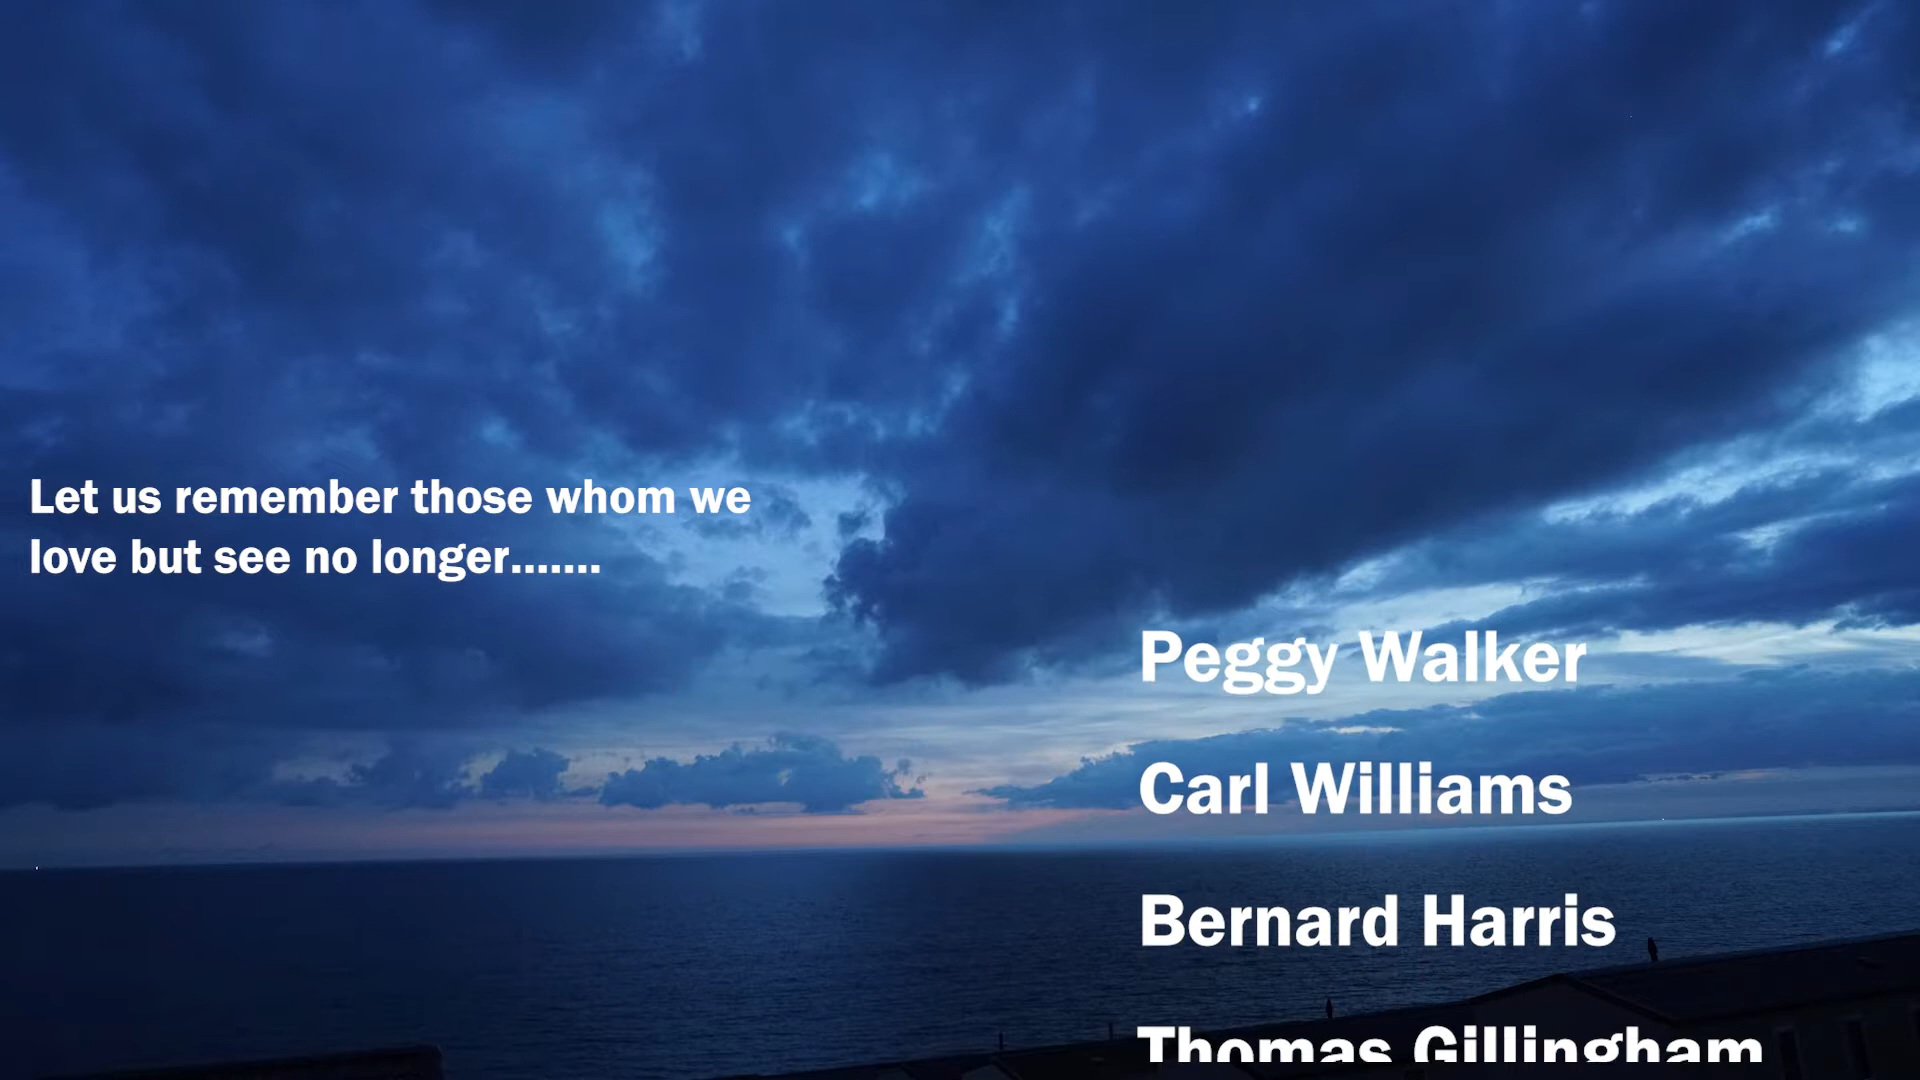 Let us remember those whom we
love but see no longer.......
Peggy Walker
Carl Williams
Bernard Harris
Thomas Gillingham